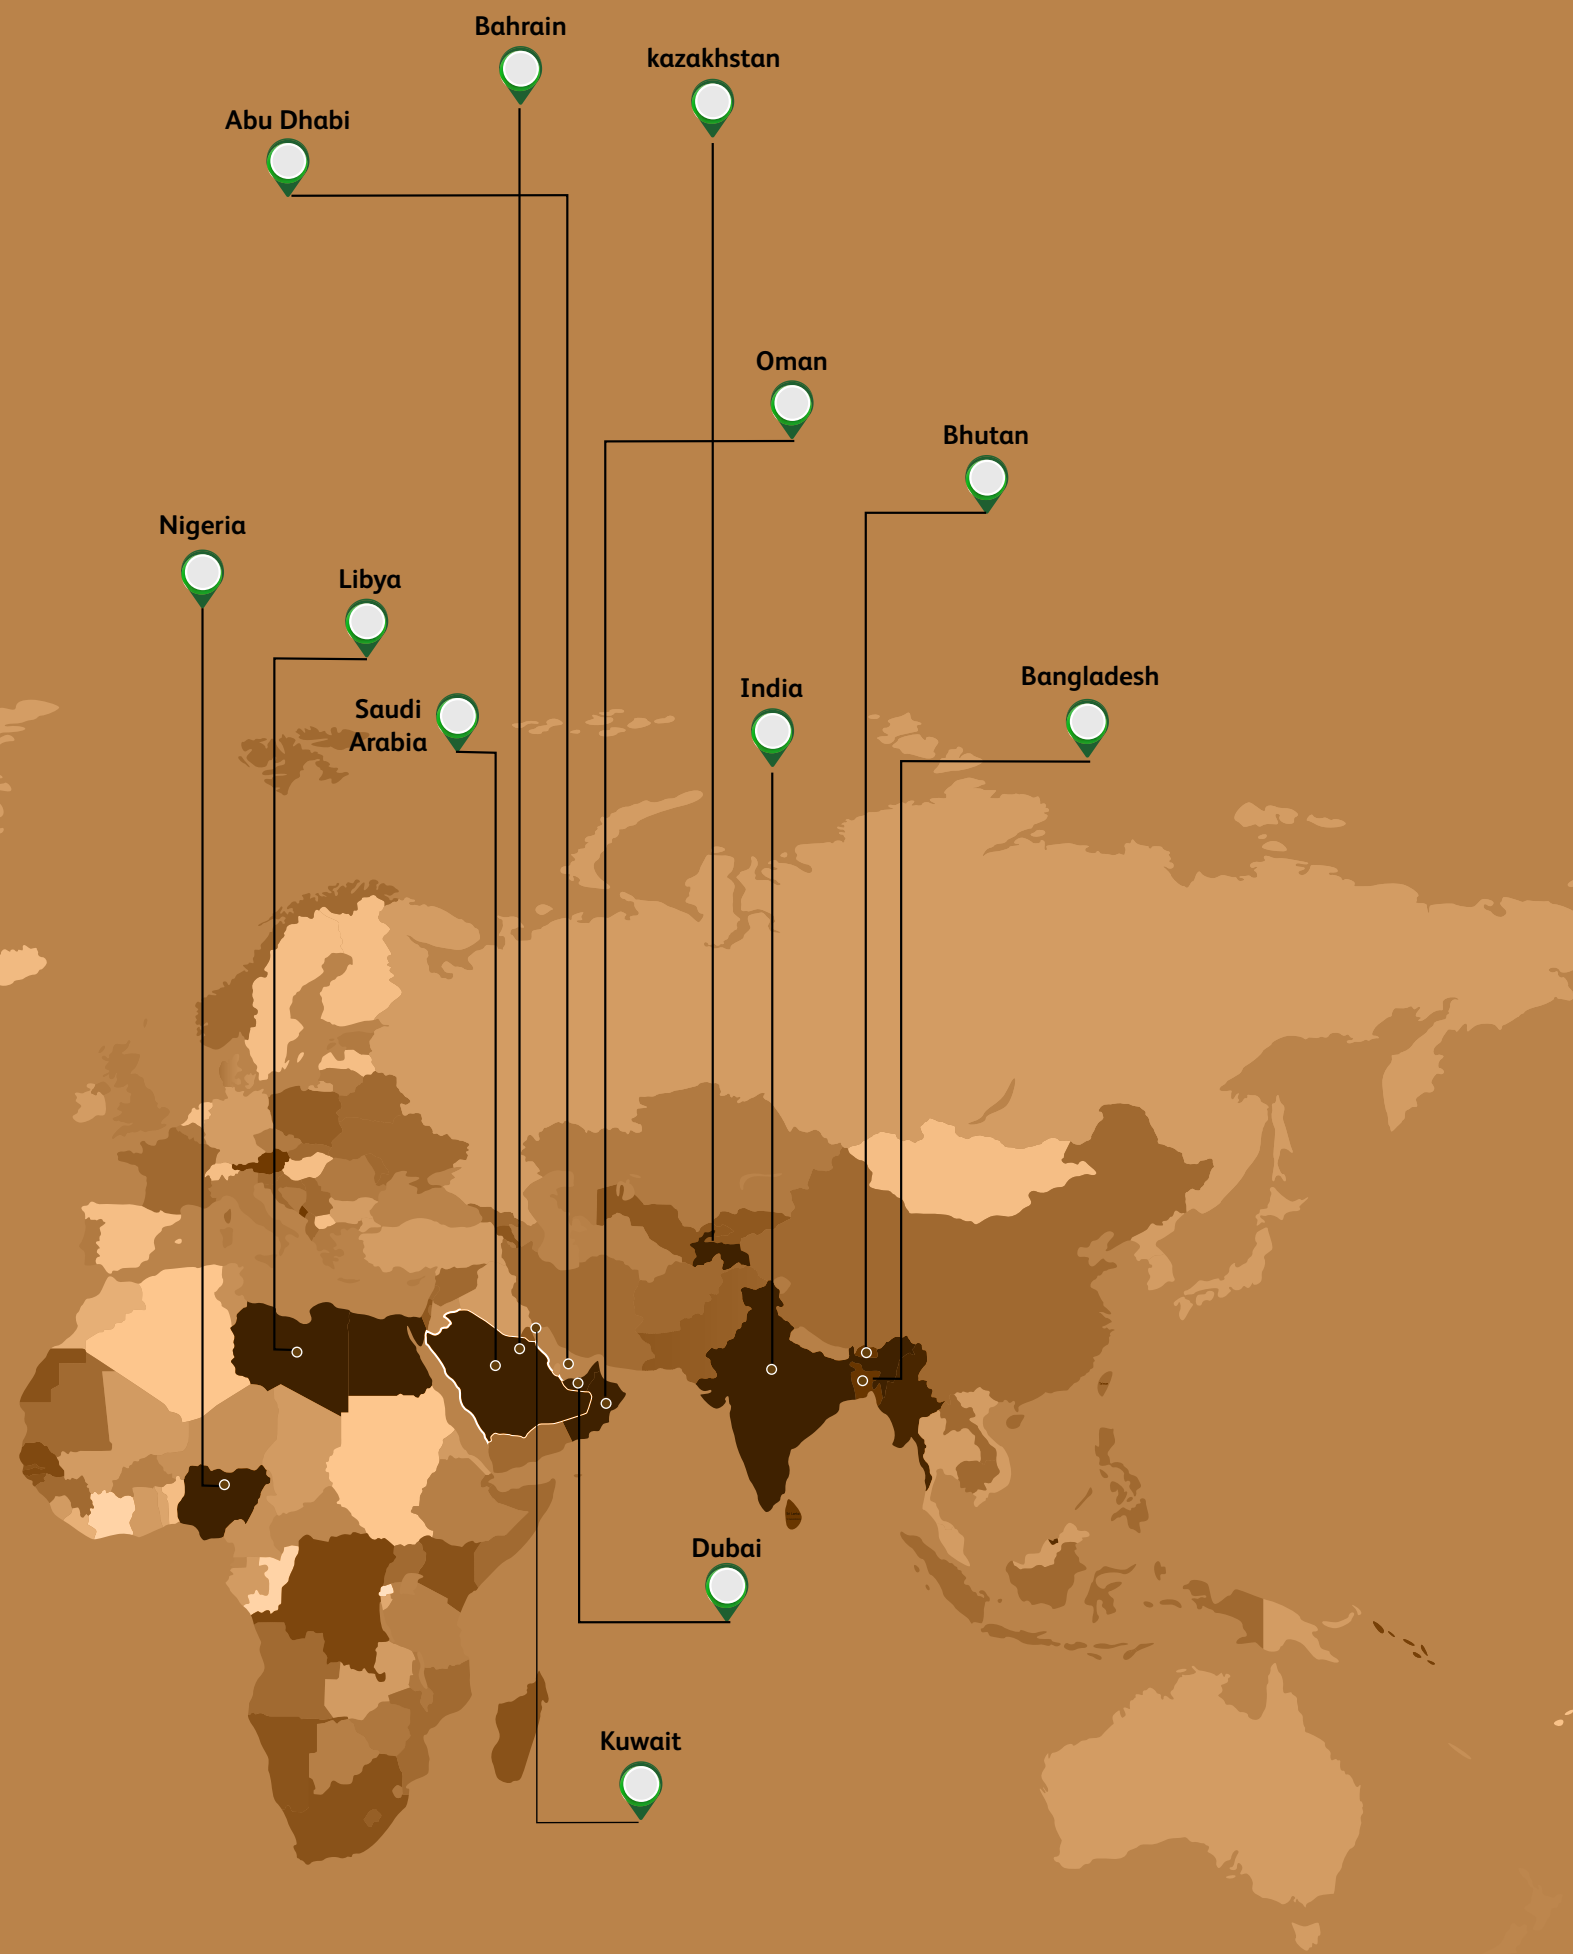 Bahrain
kazakhstan
Abu Dhabi
Oman
Bhutan
Nigeria
Libya
Saudi
Arabia
India
Bangladesh
Dubai
Kuwait